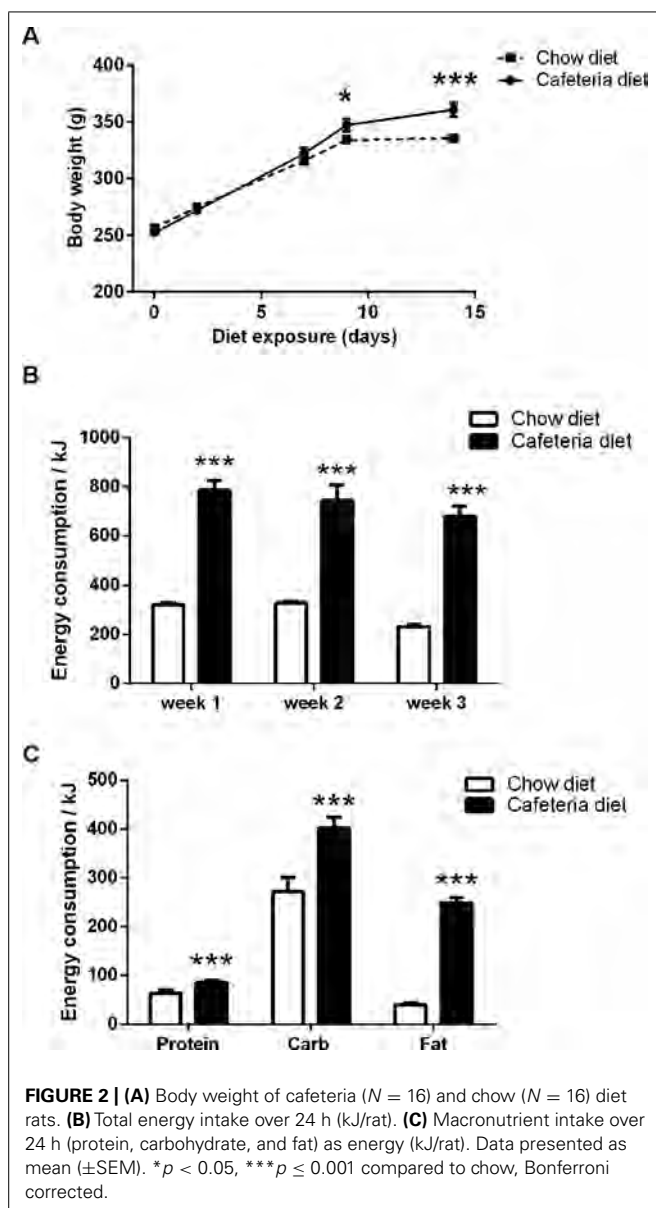 A
Chow diet
Cafeteria diet
400
350
300
250
200
Body weight (g)
*
***
0 5 10 15
Diet exposure (days)
B
Chow diet
Cafeteria diet
1000
800
600
400
200
0
Energy consumption / kJ
***
***
***
week 1 week 2 week 3
C
Chow diet
Cafeteria diet
500
400
300
200
100
0
Energy consumption / kJ
***
***
***
Protein Carb Fat
FIGURE 2 | (A) Body weight of cafeteria (N = 16) and chow (N = 16) diet
rats. (B) Total energy intake over 24 h (kJ/rat). (C) Macronutrient intake over
24 h (protein, carbohydrate, and fat) as energy (kJ/rat). Data presented as
mean (±SEM). *p < 0.05, ***p ≤ 0.001 compared to chow, Bonferroni
corrected.